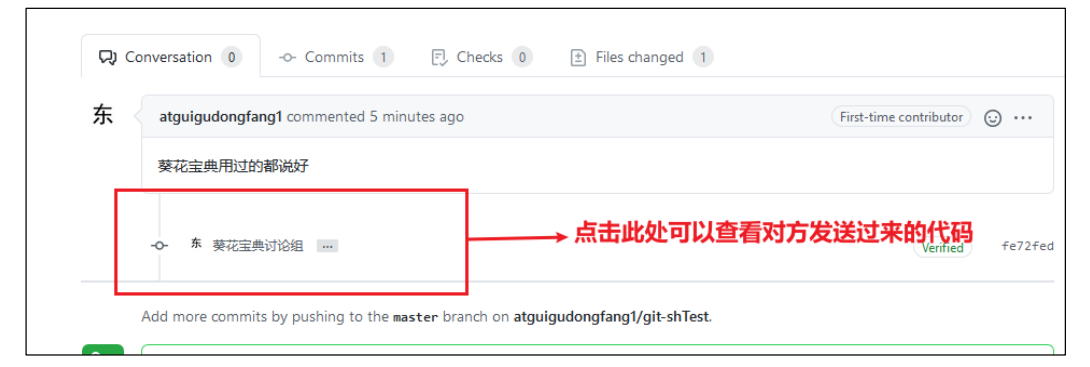 Conversation 0 Commits 1 Checks 0 Files changed 1
东 atguigudongfang1 commented 5 minutes ago First-time contributor ...
葵花宝典用过的都说好
点击此处可以查看对方发送过来的代码
东 葵花宝典讨论组 ... Verified fe72fed
Add more commits by pushing to the master branch on atguigudongfang1/git-shTest.